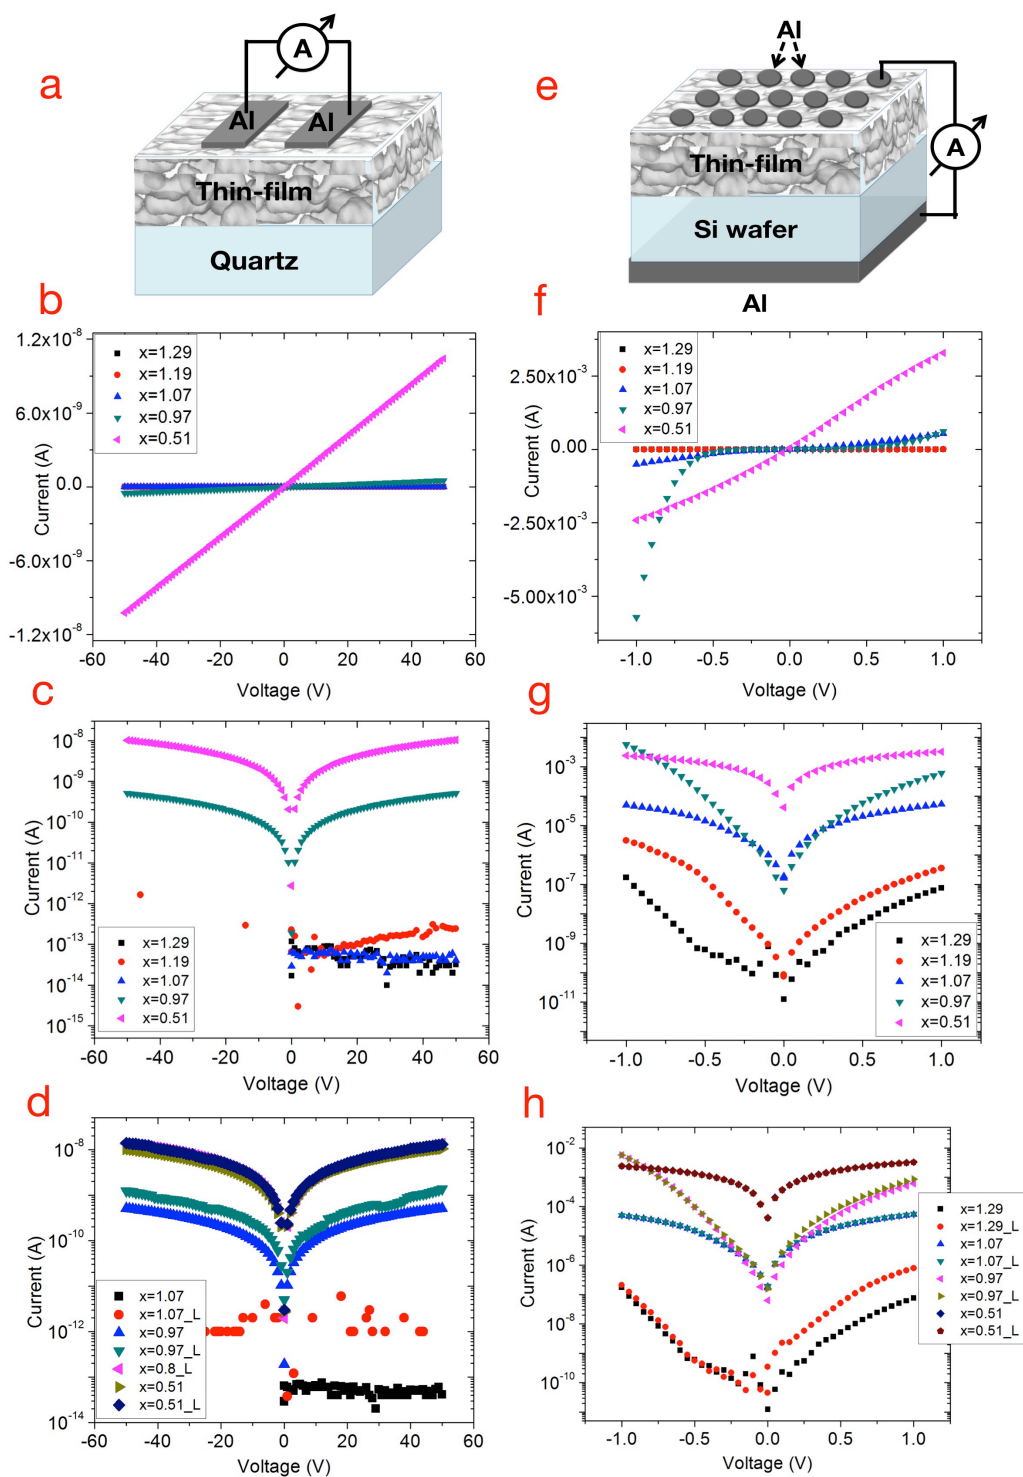 a
A
Al Al
Thin-film
Quartz
e
Al
A
Thin-film
Si wafer
Al
b
1.2x10⁻⁸
6.0x10⁻⁹
0.0
-6.0x10⁻⁹
-1.2x10⁻⁸
Current (A)
x=1.29
x=1.19
x=1.07
x=0.97
x=0.51
-60 -40 -20 0 20 40 60
Voltage (V)
f
2.50x10⁻³
0.00
-2.50x10⁻³
-5.00x10⁻³
Current (A)
x=1.29
x=1.19
x=1.07
x=0.97
x=0.51
-1.0 -0.5 0.0 0.5 1.0
Voltage (V)
c
10⁻⁸
10⁻⁹
10⁻¹⁰
10⁻¹¹
10⁻¹²
10⁻¹³
10⁻¹⁴
10⁻¹⁵
Current (A)
x=1.29
x=1.19
x=1.07
x=0.97
x=0.51
-60 -40 -20 0 20 40 60
Voltage (V)
g
10⁻³
10⁻⁵
10⁻⁷
10⁻⁹
10⁻¹¹
Current (A)
x=1.29
x=1.19
x=1.07
x=0.97
x=0.51
-1.0 -0.5 0.0 0.5 1.0
Voltage (V)
d
10⁻⁸
10⁻¹⁰
10⁻¹²
10⁻¹⁴
Current (A)
x=1.07
x=1.07_L
x=0.97
x=0.97_L
x=0.8_L
x=0.51
x=0.51_L
-60 -40 -20 0 20 40 60
Voltage (V)
h
10⁻²
10⁻⁴
10⁻⁶
10⁻⁸
10⁻¹⁰
Current (A)
x=1.29
x=1.29_L
x=1.07
x=1.07_L
x=0.97
x=0.97_L
x=0.51
x=0.51_L
-1.0 -0.5 0.0 0.5 1.0
Voltage (V)